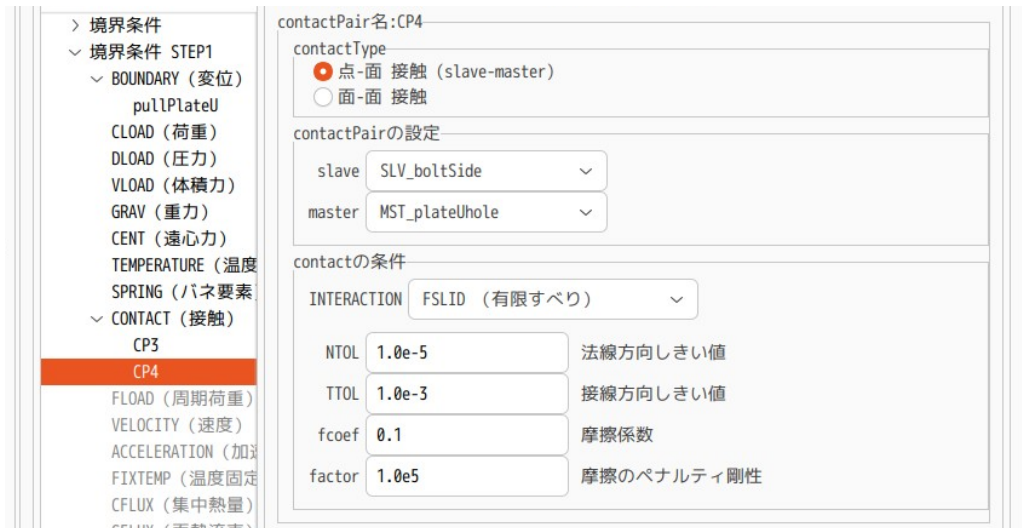 境界条件
境界条件 STEP1
BOUNDARY (変位)
pullPlateU
CLOAD (荷重)
DLOAD (圧力)
VLOAD (体積力)
GRAV (重力)
CENT (遠心力)
TEMPERATURE (温度
SPRING (バネ要素
CONTACT (接触)
CP3
CP4
FLOAD (周期荷重)
VELOCITY (速度)
ACCELERATION (加速
FIXTEMP (温度固定
CFLUX (集中熱量)
contactPair名:CP4
contactType
点-面 接触 (slave-master)
面-面 接触
contactPairの設定
slave SLV_boltSide
master MST_plateUhole
contactの条件
INTERACTION FSLID (有限すべり)
NTOL 1.0e-5 法線方向しきい値
TTOL 1.0e-3 接線方向しきい値
fcoef 0.1 摩擦係数
factor 1.0e5 摩擦のペナルティ剛性